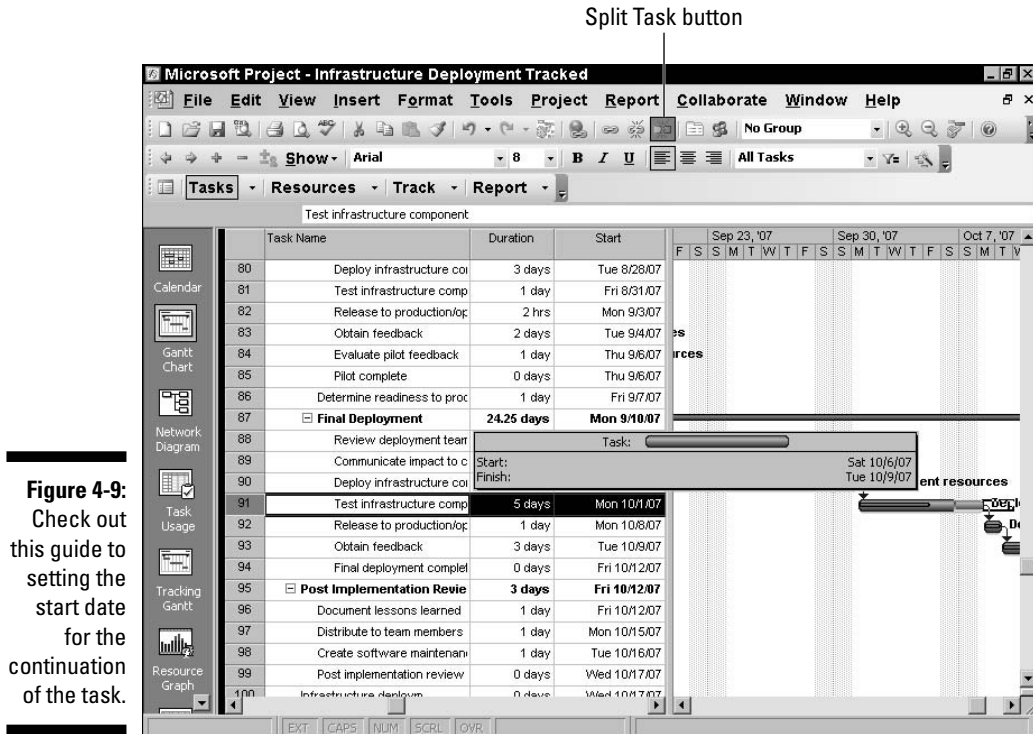 Split Task button
Microsoft Project - Infrastructure Deployment Tracked
File Edit View Insert Format Tools Project Report Collaborate Window Help
No Group
Show Arial 8 B I U All Tasks
Tasks Resources Track Report
Test infrastructure component
Task Name Duration Start Sep 23, '07 Sep 30, '07 Oct 7, '07
F S S M T W T F S S M T W T F S S M T W
80 Deploy infrastructure cor 3 days Tue 8/28/07
Calendar
81 Test infrastructure comp 1 day Fri 8/31/07
82 Release to production/op 2 hrs Mon 9/3/07
83 Obtain feedback 2 days Tue 9/4/07 es
Gantt Chart
84 Evaluate pilot feedback 1 day Thu 9/6/07 urces
85 Pilot complete 0 days Thu 9/6/07
86 Determine readiness to proc 1 day Fri 9/7/07
Network Diagram
87 Final Deployment 24.25 days Mon 9/10/07
88 Review deployment team
Task:
89 Communicate impact to c
Start: Sat 10/6/07
90 Deploy infrastructure cor
Finish: Tue 10/9/07
ent resources
Task Usage
91 Test infrastructure comp 5 days Mon 10/1/07
92 Release to production/op 1 day Mon 10/8/07
93 Obtain feedback 3 days Tue 10/9/07
94 Final deployment complet 0 days Fri 10/12/07
Tracking Gantt
95 Post Implementation Revie 3 days Fri 10/12/07
96 Document lessons learned 1 day Fri 10/12/07
97 Distribute to team members 1 day Mon 10/15/07
98 Create software maintenan 1 day Tue 10/16/07
Resource Graph
99 Post implementation review 0 days Wed 10/17/07
100 Infrastructure deploym 0 days Wed 10/17/07
EXT CAPS NUM SCRL OVR
Figure 4-9:
Check out
this guide to
setting the
start date
for the
continuation
of the task.